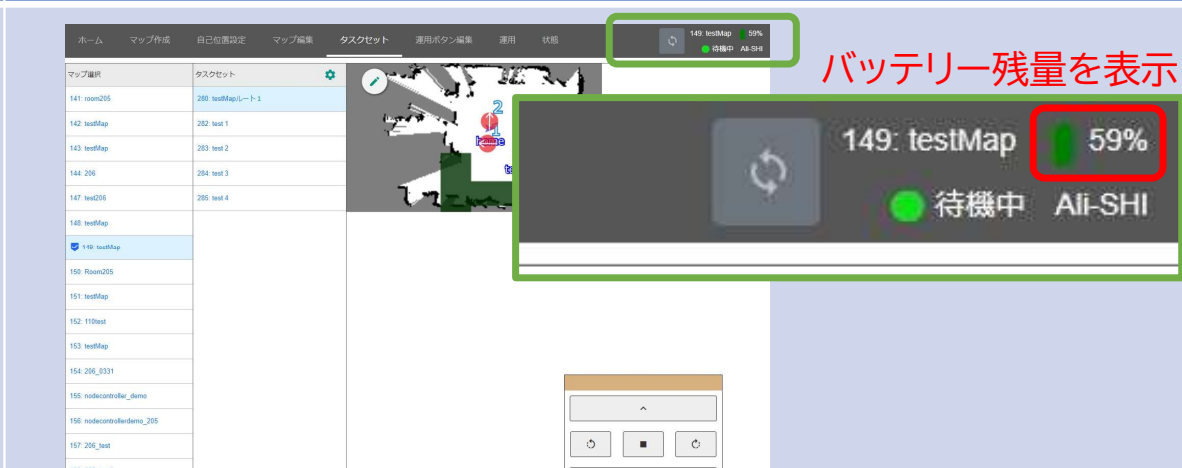 ホーム マップ作成 自己位置設定 マップ編集 タスクセット 運用ボタン編集 運用 状態
149: testMap 59%
待機中 Ali-SHI
バッテリー残量を表示
149: testMap 59%
待機中 Ali-SHI
マップ選択
141: room205
142: testMap
143: testMap
144: 206
147: test206
148: testMap
149: testMap
150: Room205
151: testMap
152: 110test
153: testMap
154: 206_0331
155: nodecontroller_demo
156: nodecontrollerdemo_205
157: 206_test
タスクセット
280: testMapルート 1
282: test 1
283: test 2
284: test 3
285: test 4
2
1
home